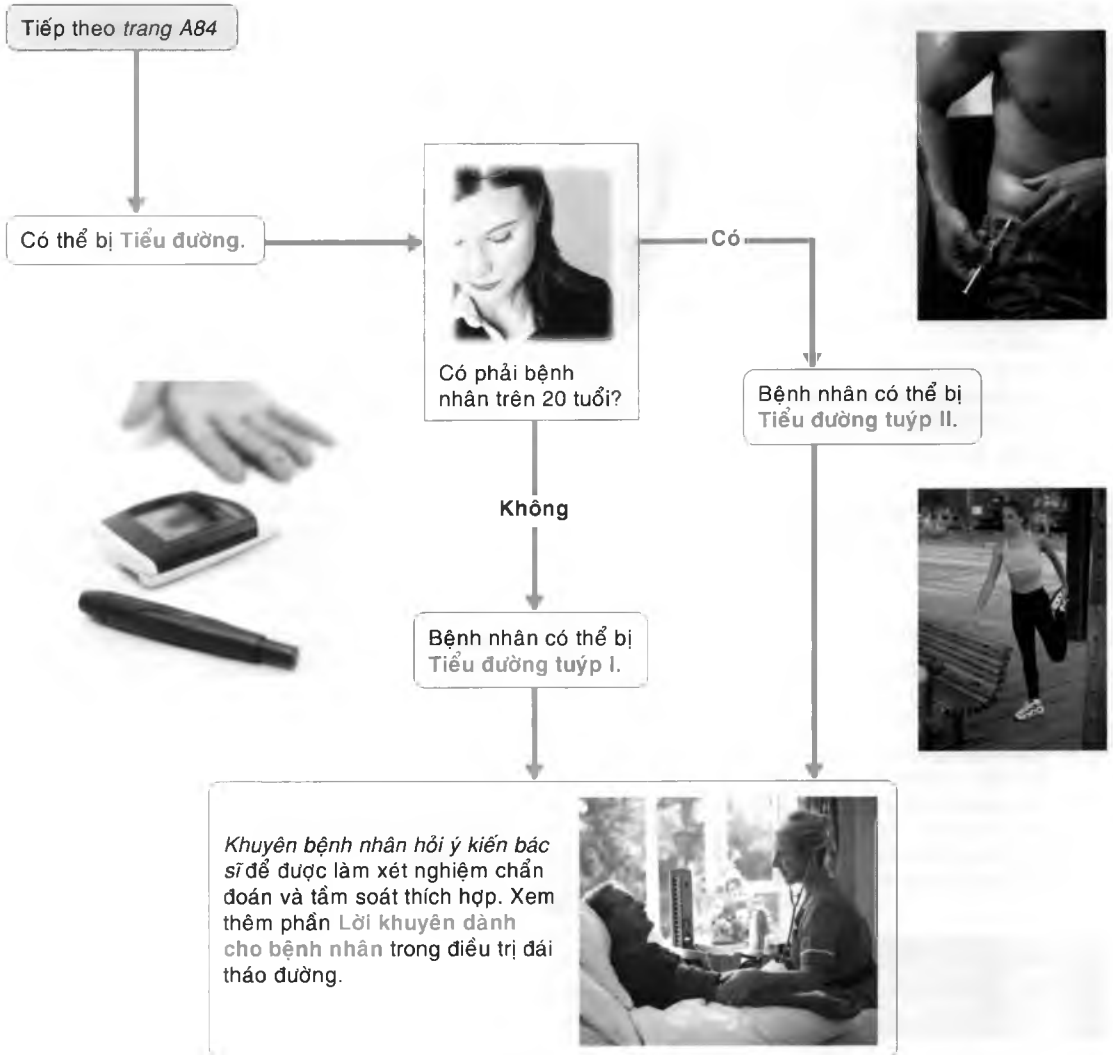 Tiếp theo trang A84
Có thể bị Tiểu đường.
Có phải bệnh
nhân trên 20 tuổi?
Có
Bệnh nhân có thể bị
Tiểu đường tuýp II.
Không
Bệnh nhân có thể bị
Tiểu đường tuýp I.
Khuyên bệnh nhân hỏi ý kiến bác
sĩ để được làm xét nghiệm chẩn
đoán và tầm soát thích hợp. Xem
thêm phần Lời khuyên dành
cho bệnh nhân trong điều trị đái
tháo đường.